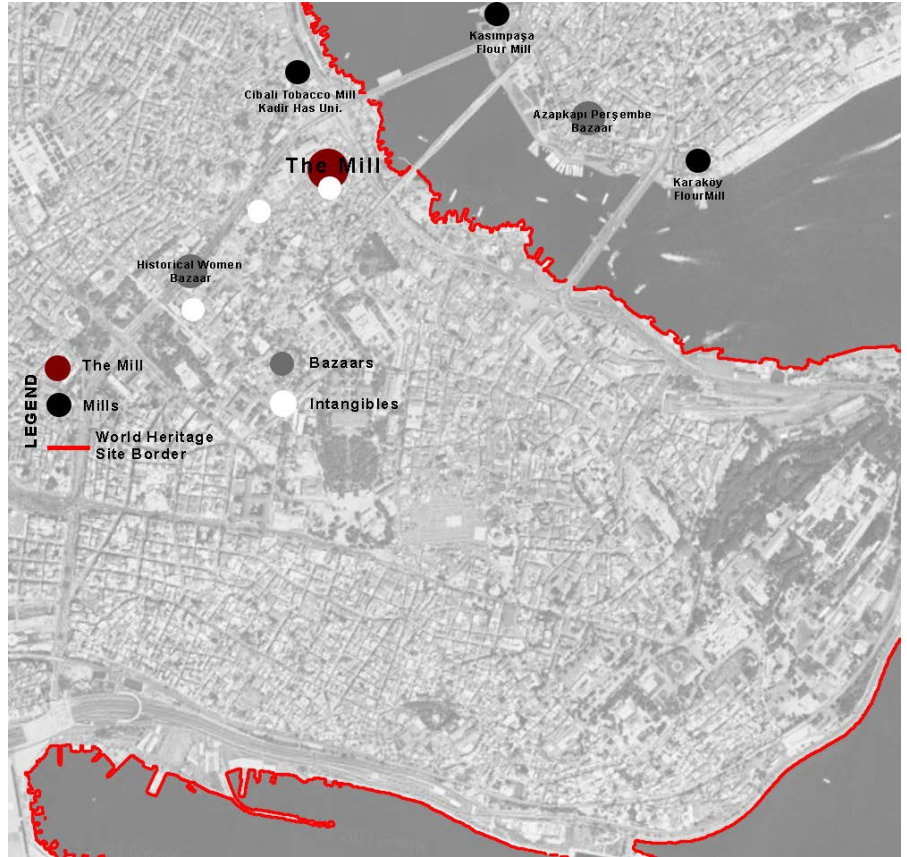 Kasımpaşa
Flour Mill
Cibali Tobacco Mill
Kadir Has Uni.
Azapkapı Perşembe
Bazaar
The Mill
Karaköy
FlourMill
Historical Women
Bazaar
LEGEND
The Mill
Bazaars
Mills
Intangibles
World Heritage
Site Border